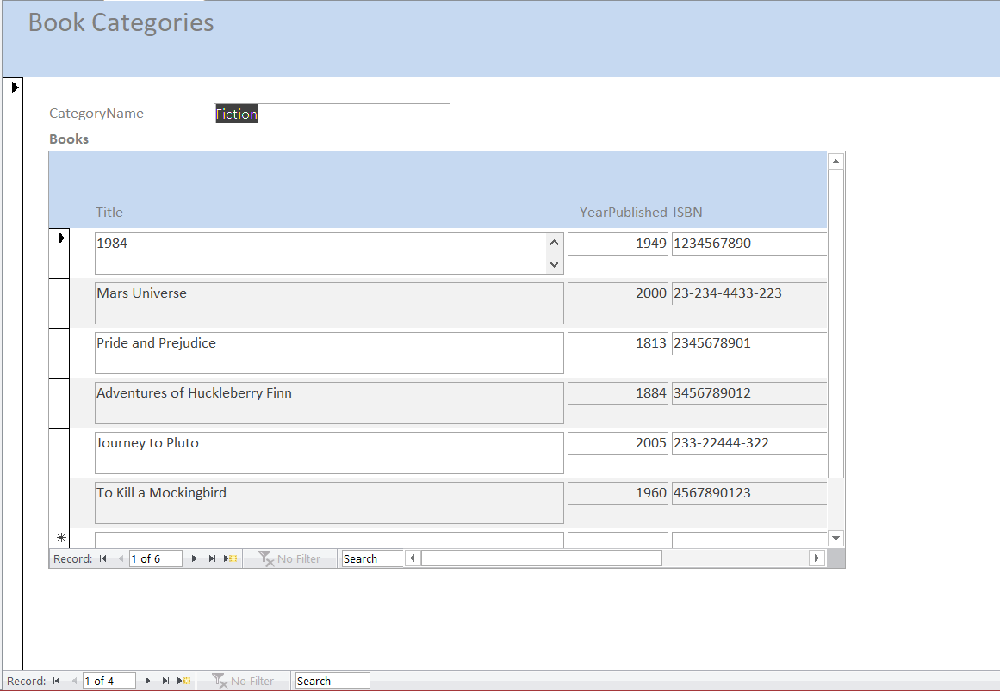 Book Categories
CategoryName Fiction
Books
Title YearPublished ISBN
1984 1949 1234567890
Mars Universe 2000 23-234-4433-223
Pride and Prejudice 1813 2345678901
Adventures of Huckleberry Finn 1884 3456789012
Journey to Pluto 2005 233-22444-322
To Kill a Mockingbird 1960 4567890123
Record: 1 of 6 No Filter Search
Record: 1 of 4 No Filter Search